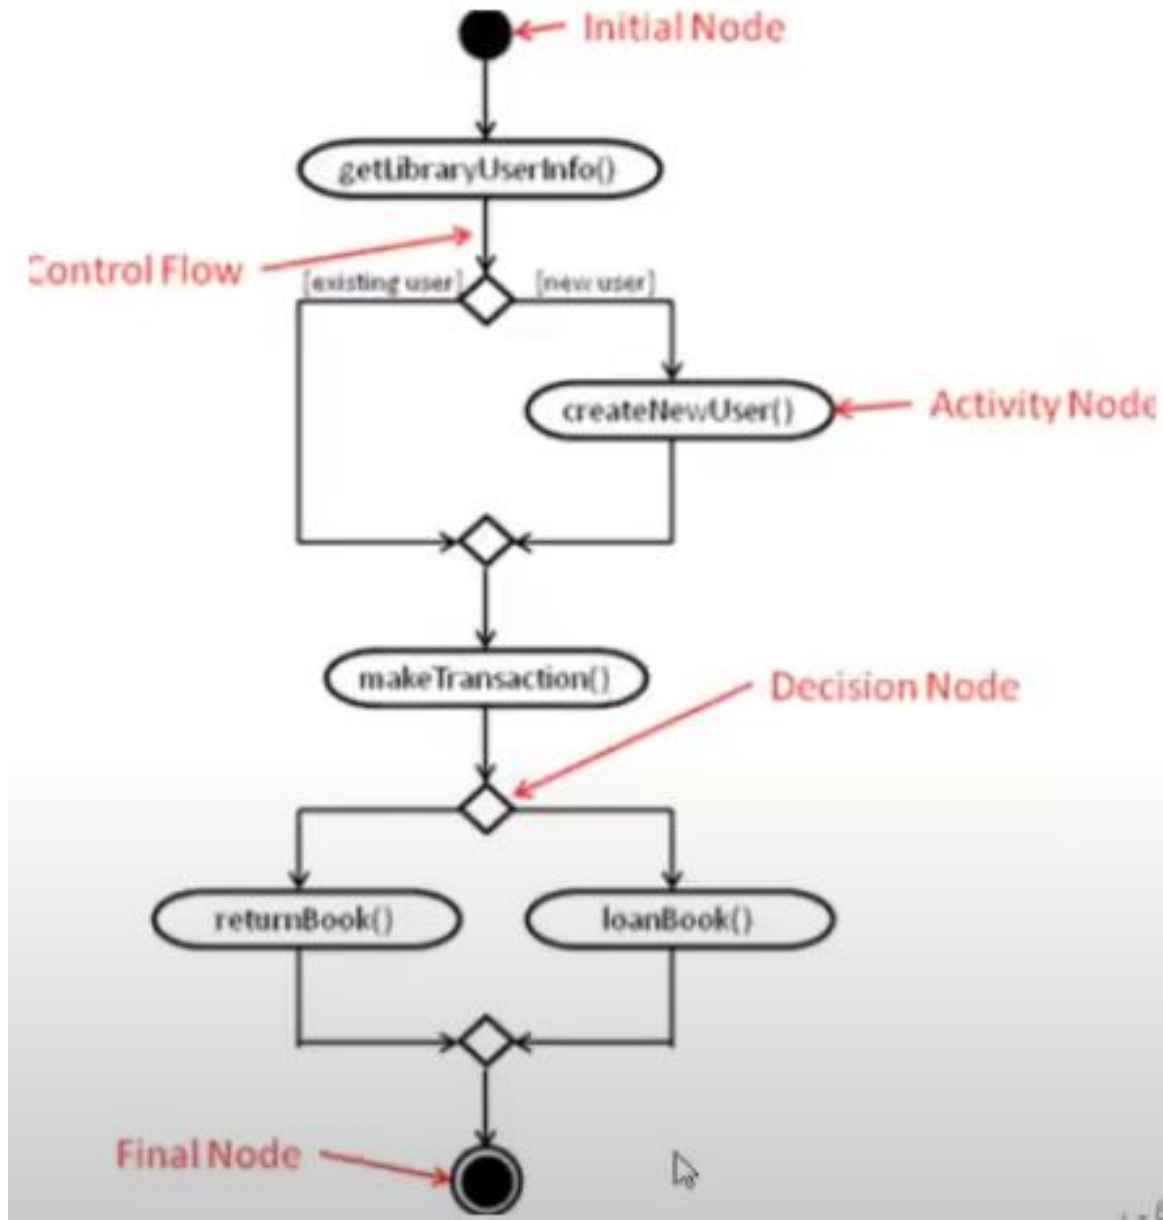 Initial Node
getLibraryUserInfo()
Control Flow
[existing user]
[new user]
createNewUser()
Activity Node
makeTransaction()
Decision Node
returnBook()
loanBook()
Final Node